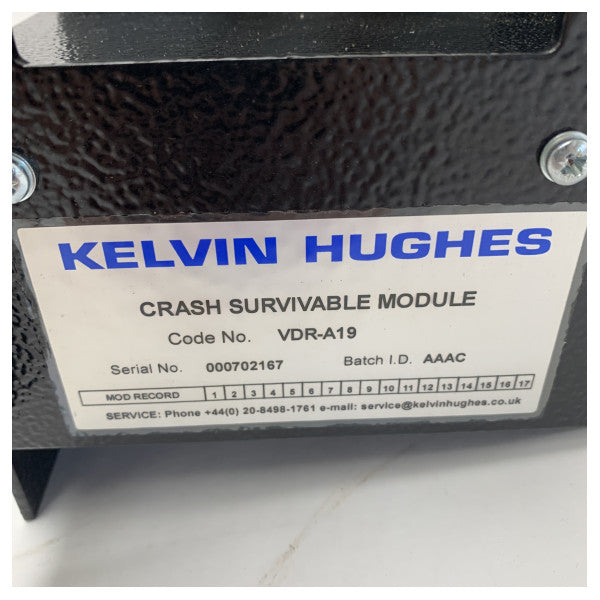 KELVIN HUGHES
CRASH SURVIVABLE MODULE
Code No. VDR-A19
Serial No. 000702167 Batch I.D. AAAC
MOD RECORD 1 2 3 4 5 6 7 8 9 10 11 12 13 14 15 16 17
SERVICE: Phone +44(0) 20-8498-1761 e-mail: service@kelvinhughes.co.uk